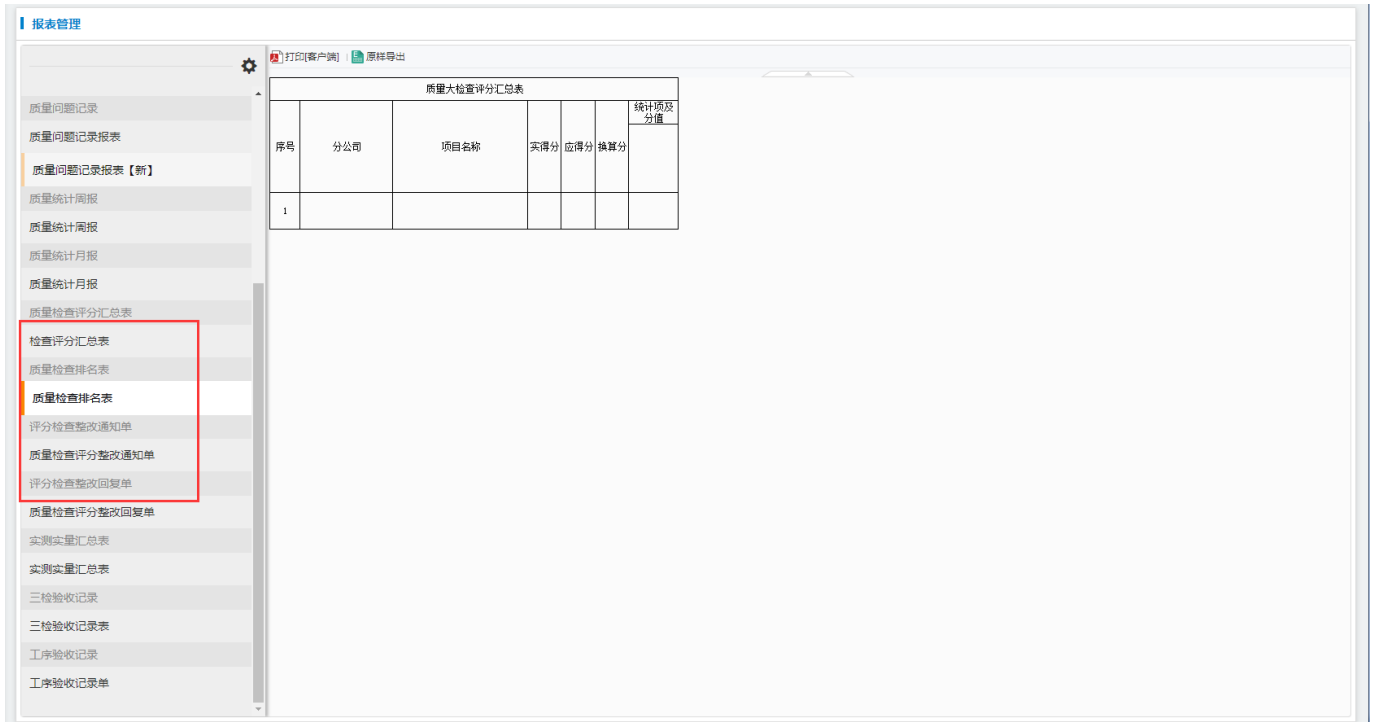 报表管理
打印[客户端]
原样导出
质量问题记录
质量问题记录报表
质量问题记录报表【新】
质量统计周报
质量统计周报
质量统计月报
质量统计月报
质量检查评分汇总表
检查评分汇总表
质量检查排名表
质量检查排名表
评分检查整改通知单
质量检查评分整改通知单
评分检查整改回复单
质量检查评分整改回复单
实测实量汇总表
实测实量汇总表
三检验收记录
三检验收记录表
工序验收记录
工序验收记录单
质量大检查评分汇总表
序号 分公司 项目名称 实得分 应得分 换算分 统计项及
分值
1